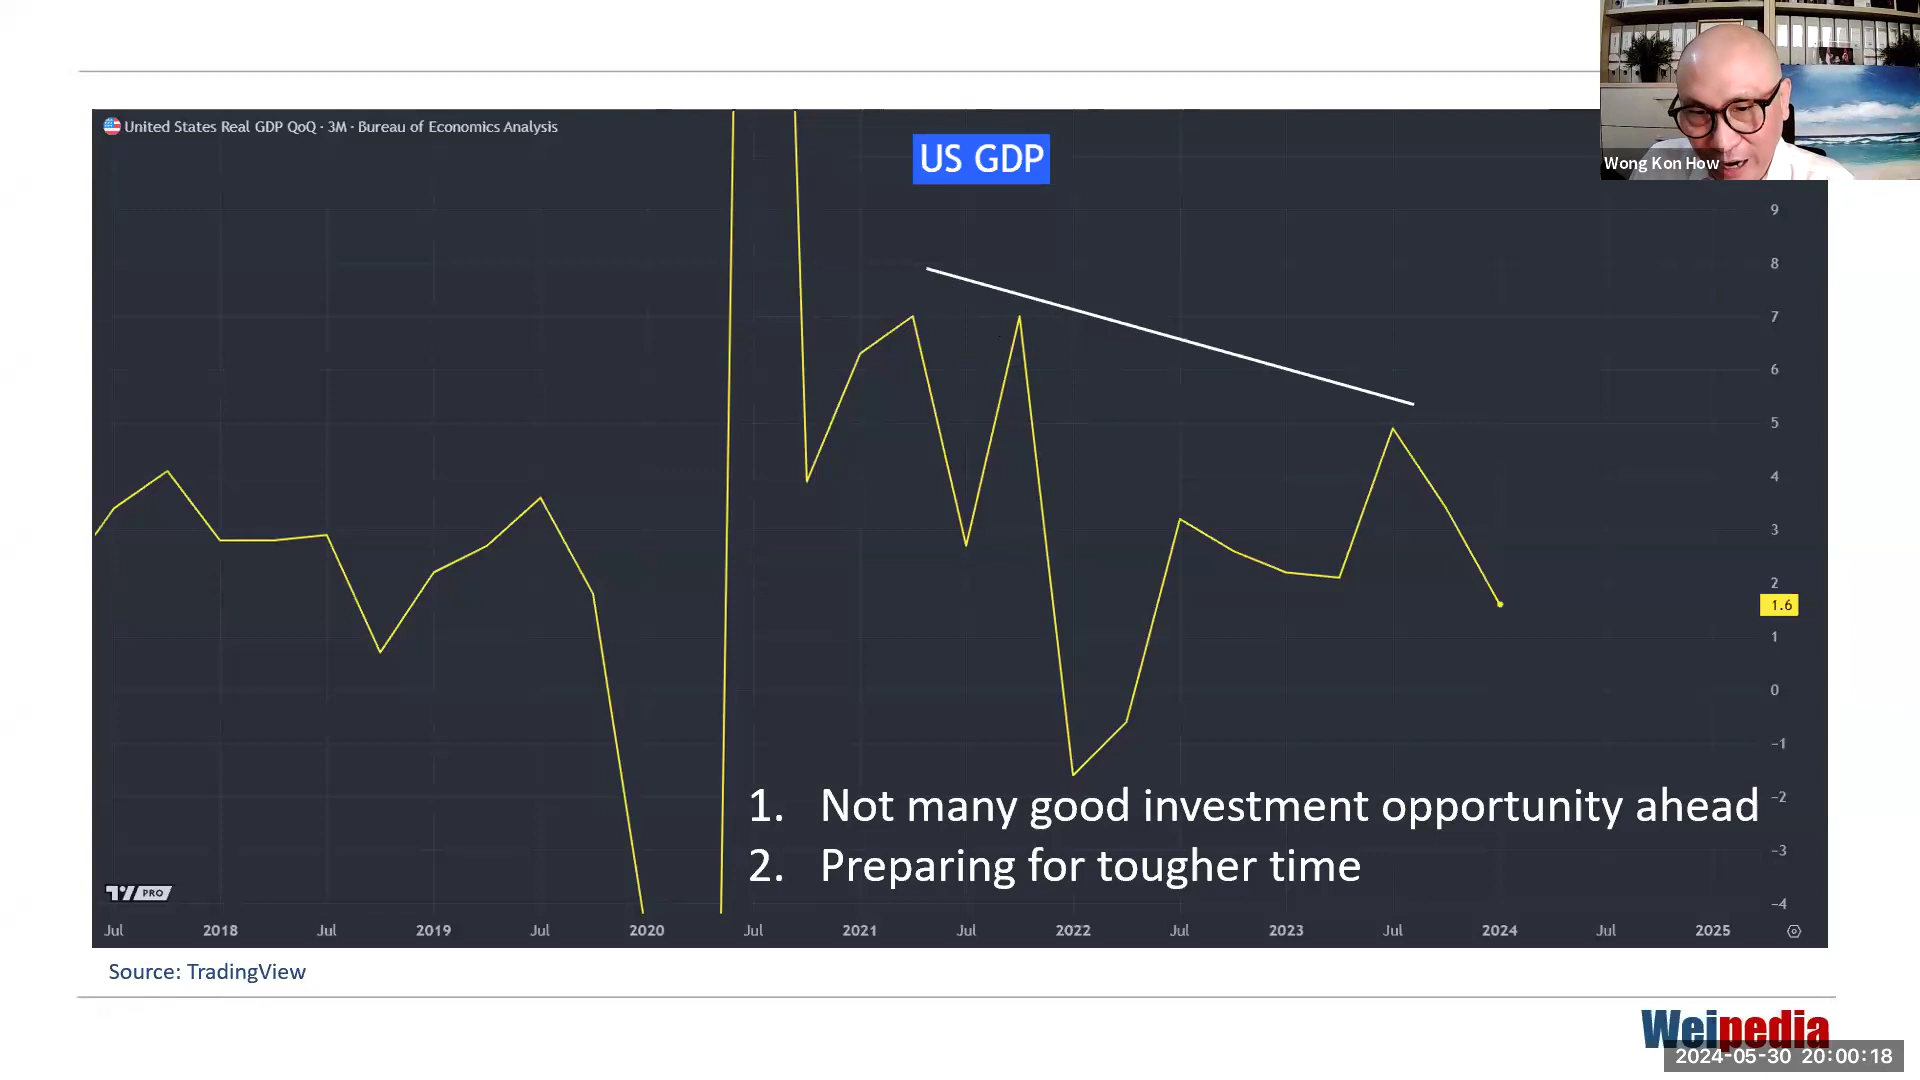 United States Real GDP QoQ · 3M · Bureau of Economics Analysis
US GDP
Wong Kon How
9
8
7
6
5
4
3
2
1.6
1
0
−1
−2
−3
−4
1. Not many good investment opportunity ahead
2. Preparing for tougher time
PRO
Jul 2018 Jul 2019 Jul 2020 Jul 2021 Jul 2022 Jul 2023 Jul 2024 Jul 2025
Source: TradingView
Weipedia
2024-05-30 20:00:18